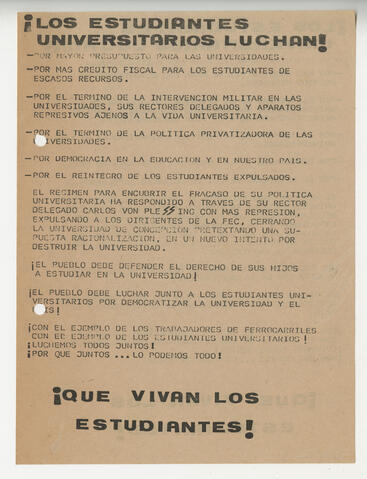 ¡LOS ESTUDIANTES
UNIVERSITARIOS LUCHAN!
-POR MAYOR PRESUPUESTO PARA LAS UNIVERSIDADES.
-POR MAS CREDITO FISCAL PARA LOS ESTUDIANTES DE
ESCASOS RECURSOS.
-POR EL TERMINO DE LA INTERVENCION MILITAR EN LAS
UNIVERSIDADES, SUS RECTORES DELEGADOS Y APARATOS
REPRESIVOS AJENOS A LA VIDA UNIVERSITARIA.
-POR EL TERMINO DE LA POLITICA PRIVATIZADORA DE LAS
VERSIDADES.
-POR DEMOCRACIA EN LA EDUCACION Y EN NUESTRO PAIS.
-POR EL REINTEGRO DE LOS ESTUDIANTES EXPULSADOS.
EL REGIMEN PARA ENCUBRIR EL FRACASO DE SU POLITICA
UNIVERSITARIA HA RESPONDIDO A TRAVES DE SU RECTOR
DELEGADO CARLOS VON PLE SS ING CON MAS REPRESION,
EXPULSANDO A LOS DIRIGENTES DE LA FEC, CERRANDO
LA UNIVERSIDAD DE CONCEPCION PRETEXTANDO UNA SU-
PUESTA RACIONALIZACION, EN UN NUEVO INTENTO POR
DESTRUIR LA UNIVERSIDAD.
¡EL PUEBLO DEBE DEFENDER EL DERECHO DE SUS HIJOS
A ESTUDIAR EN LA UNIVERSIDAD!
¡EL PUEBLO DEBE LUCHAR JUNTO A LOS ESTUDIANTES UNI-
VERSITARIOS POR DEMOCRATIZAR LA UNIVERSIDAD Y EL
IS!
¡CON EL EJEMPLO DE LOS TRABAJADORES DE FERROCARRILES
CON EL EJEMPLO DE LOS ESTUDIANTES UNIVERSITARIOS!
¡LUCHEMOS TODOS JUNTOS!
¡POR QUE JUNTOS ...LO PODEMOS TODO!
¡QUE VIVAN LOS
ESTUDIANTES!